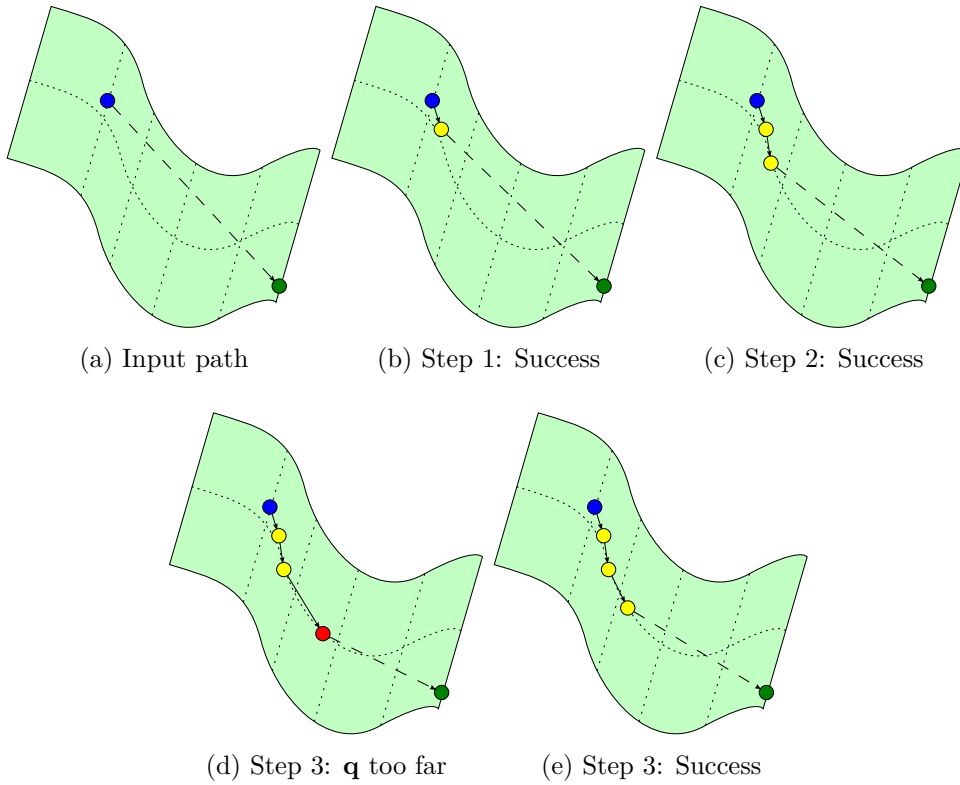 (a) Input path
(b) Step 1: Success
(c) Step 2: Success
(d) Step 3: q too far
(e) Step 3: Success